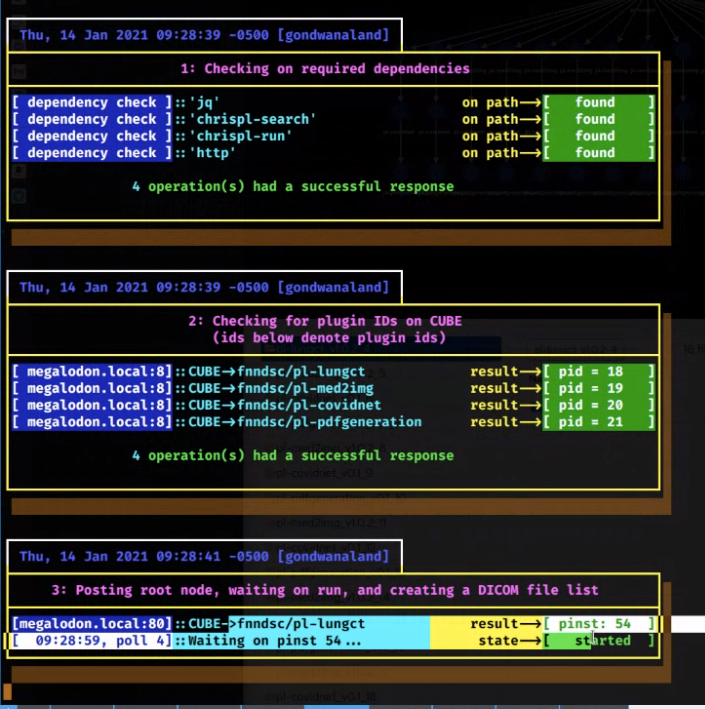 Thu, 14 Jan 2021 09:28:39 -0500 [gondwanaland]
1: Checking on required dependencies
[ dependency check ]::'jq' on path→[ found ]
[ dependency check ]::'chrispl-search' on path→[ found ]
[ dependency check ]::'chrispl-run' on path→[ found ]
[ dependency check ]::'http' on path→[ found ]
4 operation(s) had a successful response
Thu, 14 Jan 2021 09:28:39 -0500 [gondwanaland]
2: Checking for plugin IDs on CUBE
(ids below denote plugin ids)
[ megalodon.local:8]::CUBE→fnndsc/pl-lungct result→[ pid = 18 ]
[ megalodon.local:8]::CUBE→fnndsc/pl-med2img result→[ pid = 19 ]
[ megalodon.local:8]::CUBE→fnndsc/pl-covidnet result→[ pid = 20 ]
[ megalodon.local:8]::CUBE→fnndsc/pl-pdfgeneration result→[ pid = 21 ]
4 operation(s) had a successful response
Thu, 14 Jan 2021 09:28:41 -0500 [gondwanaland]
3: Posting root node, waiting on run, and creating a DICOM file list
[megalodon.local:80]::CUBE->fnndsc/pl-lungct result→[ pinst: 54 ]
[ 09:28:59, poll 4]::Waiting on pinst 54... state→[ started ]